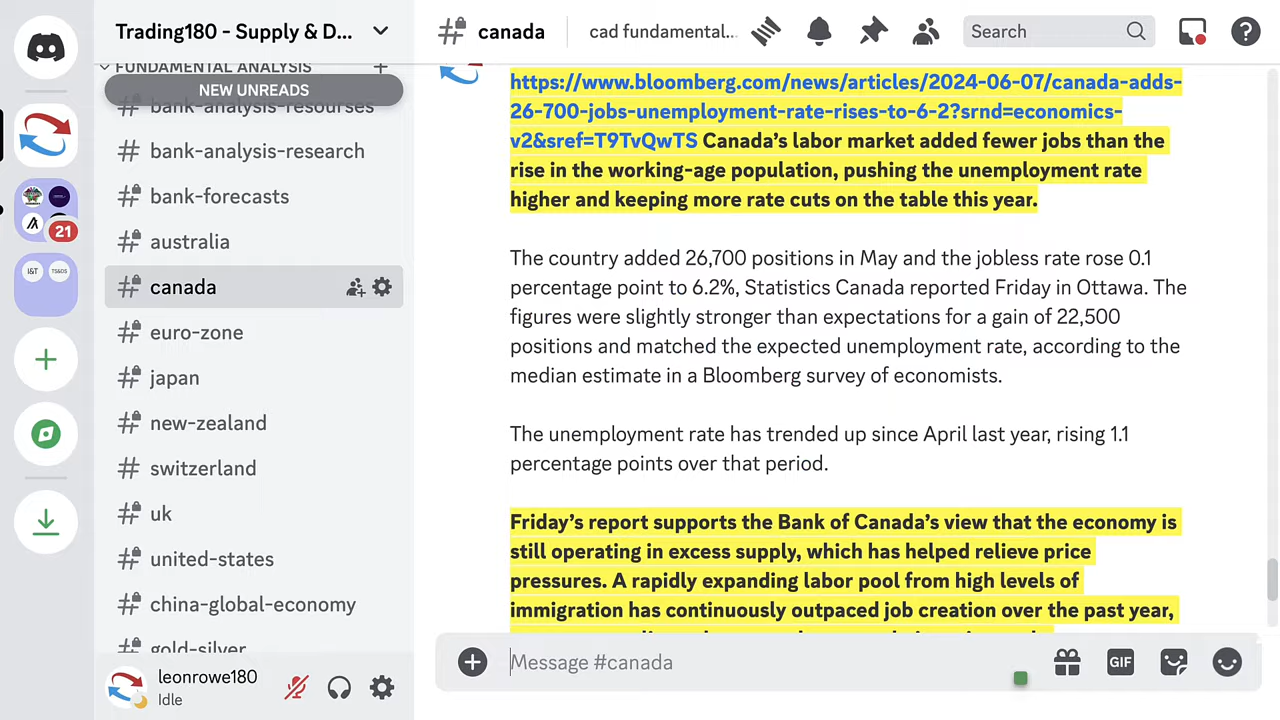 Trading180 - Supply & D...
FUNDAMENTAL ANALYSIS
NEW UNREADS
bank-analysis-resourses
bank-analysis-research
bank-forecasts
australia
canada
euro-zone
japan
new-zealand
switzerland
uk
united-states
china-global-economy
gold-silver
21
I&T
TS&OS
leonrowe180
Idle
canada
cad fundamental...
Search
https://www.bloomberg.com/news/articles/2024-06-07/canada-adds-
26-700-jobs-unemployment-rate-rises-to-6-2?srnd=economics-
v2&sref=T9TvQwTS Canada's labor market added fewer jobs than the
rise in the working-age population, pushing the unemployment rate
higher and keeping more rate cuts on the table this year.
The country added 26,700 positions in May and the jobless rate rose 0.1
percentage point to 6.2%, Statistics Canada reported Friday in Ottawa. The
figures were slightly stronger than expectations for a gain of 22,500
positions and matched the expected unemployment rate, according to the
median estimate in a Bloomberg survey of economists.
The unemployment rate has trended up since April last year, rising 1.1
percentage points over that period.
Friday's report supports the Bank of Canada's view that the economy is
still operating in excess supply, which has helped relieve price
pressures. A rapidly expanding labor pool from high levels of
immigration has continuously outpaced job creation over the past year,
Message #canada
GIF